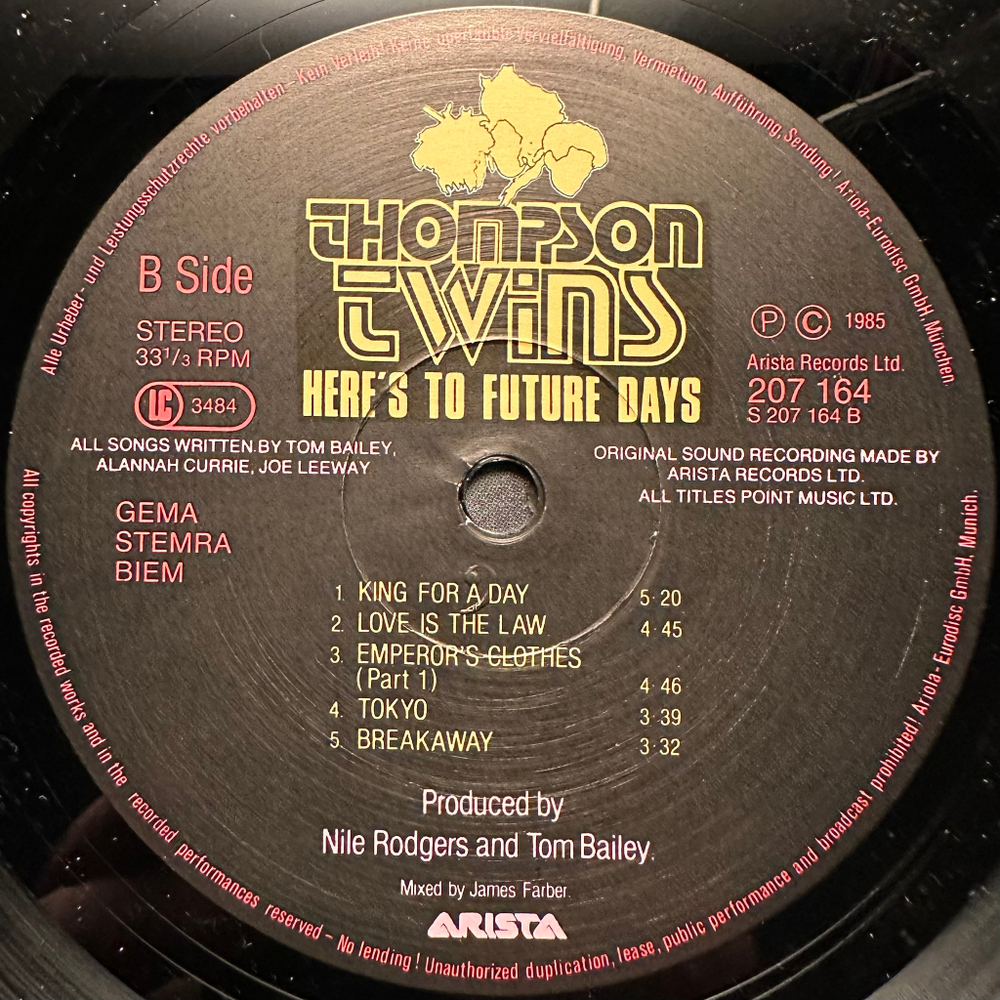 Alle Urheber- und Leistungsschutzrechte vorbehalten – Kein Verleih! Keine unerlaubte Vervielfältigung, Vermietung, Aufführung, Sendung! Ariola-Eurodisc GmbH, München.
THOMPSON
TWINS
HERE'S TO FUTURE DAYS
B Side
STEREO
33 1/3 RPM
LC 3484
ALL SONGS WRITTEN BY TOM BAILEY,
ALANNAH CURRIE, JOE LEEWAY
GEMA
STEMRA
BIEM
Ⓟ © 1985
Arista Records Ltd.
207 164
S 207 164 B
ORIGINAL SOUND RECORDING MADE BY
ARISTA RECORDS LTD.
ALL TITLES POINT MUSIC LTD.
1. KING FOR A DAY 5·20
2. LOVE IS THE LAW 4·45
3. EMPEROR'S CLOTHES
(Part 1) 4·46
4. TOKYO 3·39
5. BREAKAWAY 3·32
Produced by
Nile Rodgers and Tom Bailey.
Mixed by James Farber.
ARISTA
All copyrights in the recorded works and in the recorded performances reserved – No lending! Unauthorized duplication, lease, public performance and broadcast prohibited! Ariola-Eurodisc GmbH, Munich.